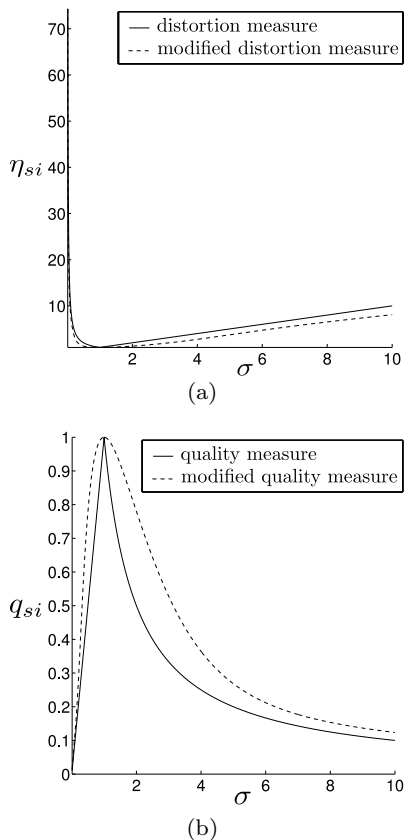 70
60
50
40
30
20
10
η_si
2 4 6 8 10
σ
distortion measure
modified distortion measure
(a)
1
0.9
0.8
0.7
0.6
0.5
0.4
0.3
0.2
0.1
0
q_si
0 2 4 6 8 10
σ
quality measure
modified quality measure
(b)